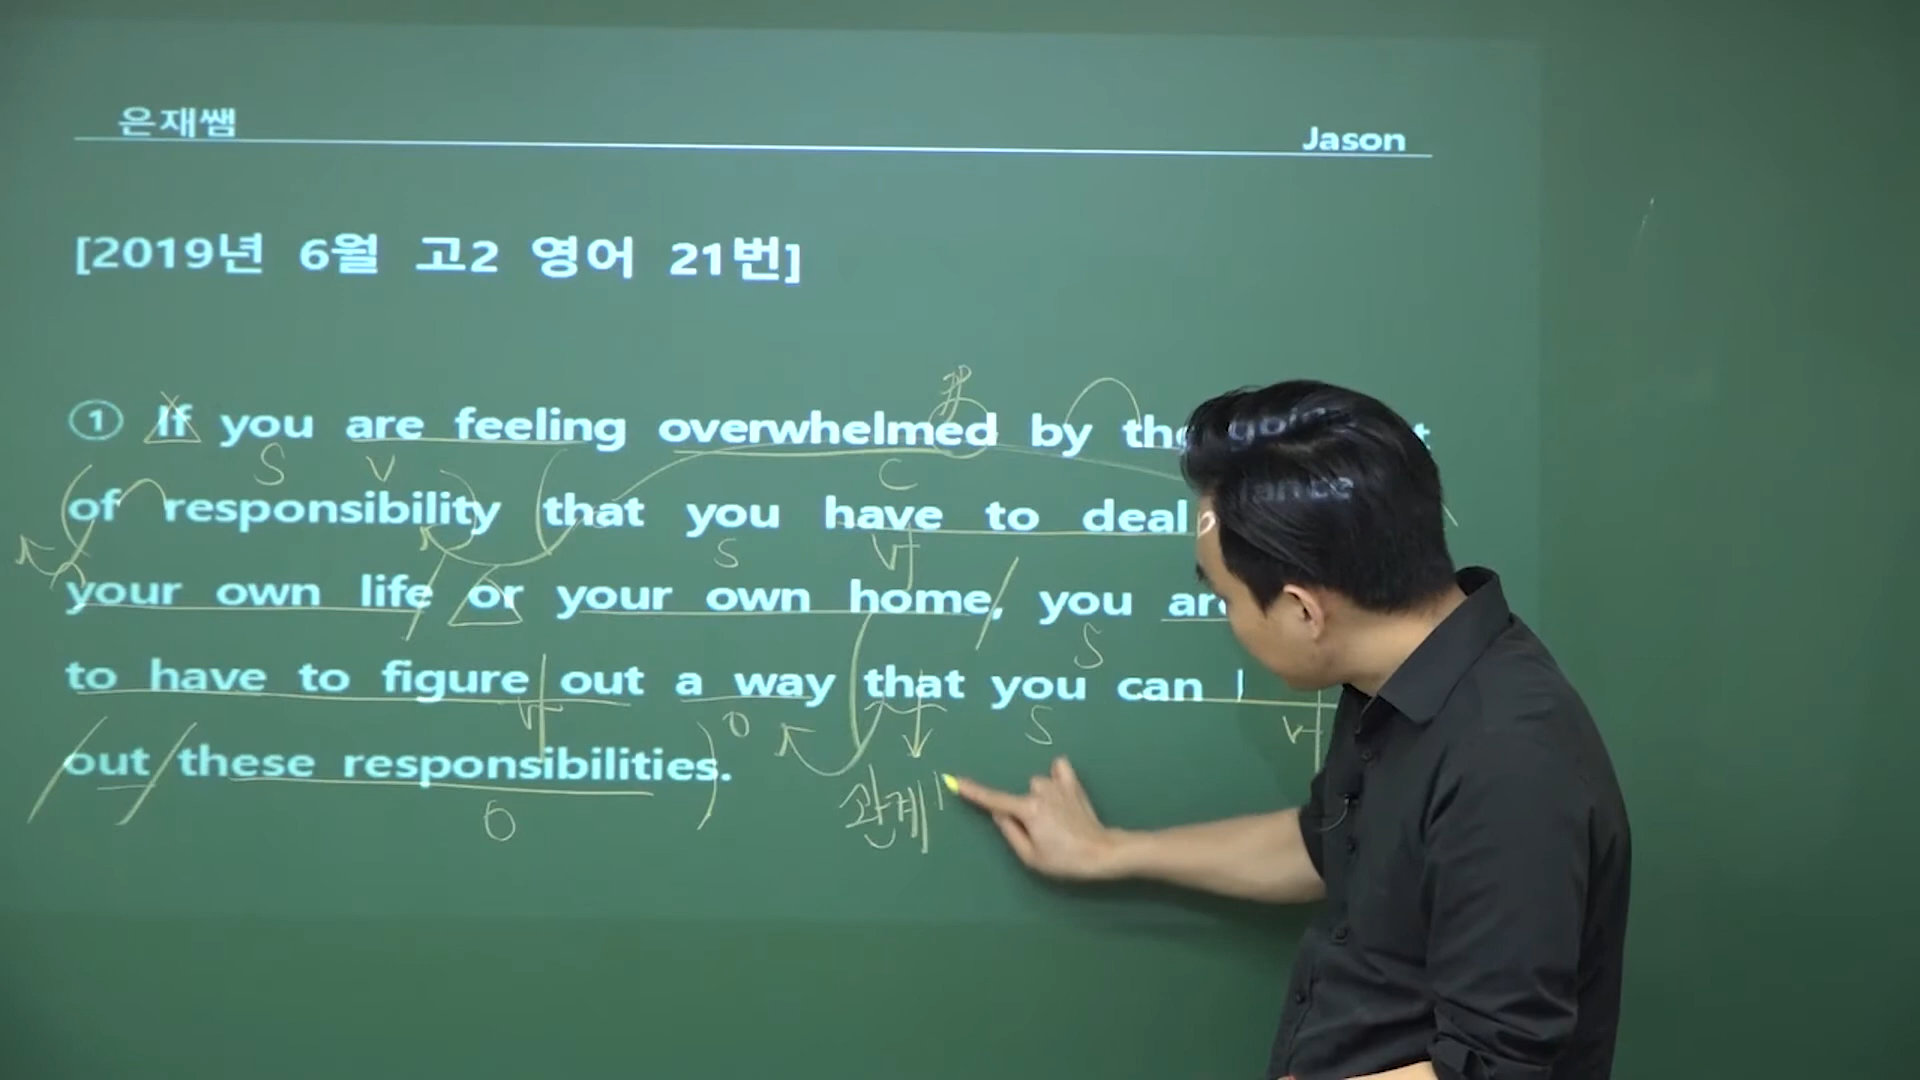 은재쌤
Jason
[2019년 6월 고2 영어 21번]
① If you are feeling overwhelmed by the
of responsibility that you have to deal
your own life or your own home, you are
to have to figure out a way that you can
out these responsibilities.
S V C
S V
S
V O S V
O
관계